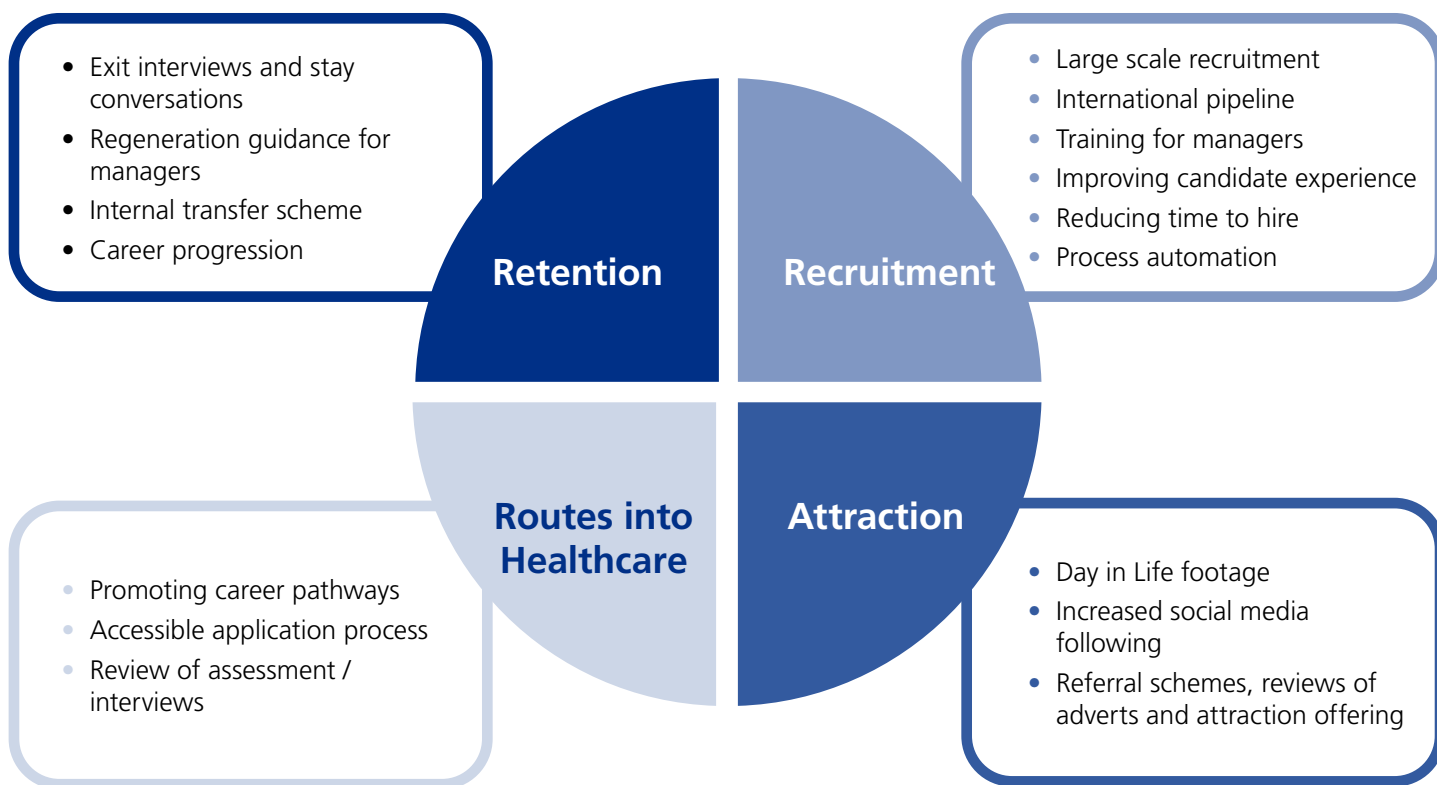 • Exit interviews and stay
conversations
• Regeneration guidance for
managers
• Internal transfer scheme
• Career progression
• Large scale recruitment
• International pipeline
• Training for managers
• Improving candidate experience
• Reducing time to hire
• Process automation
Retention
Recruitment
Routes into
Healthcare
Attraction
• Promoting career pathways
• Accessible application process
• Review of assessment /
interviews
• Day in Life footage
• Increased social media
following
• Referral schemes, reviews of
adverts and attraction offering